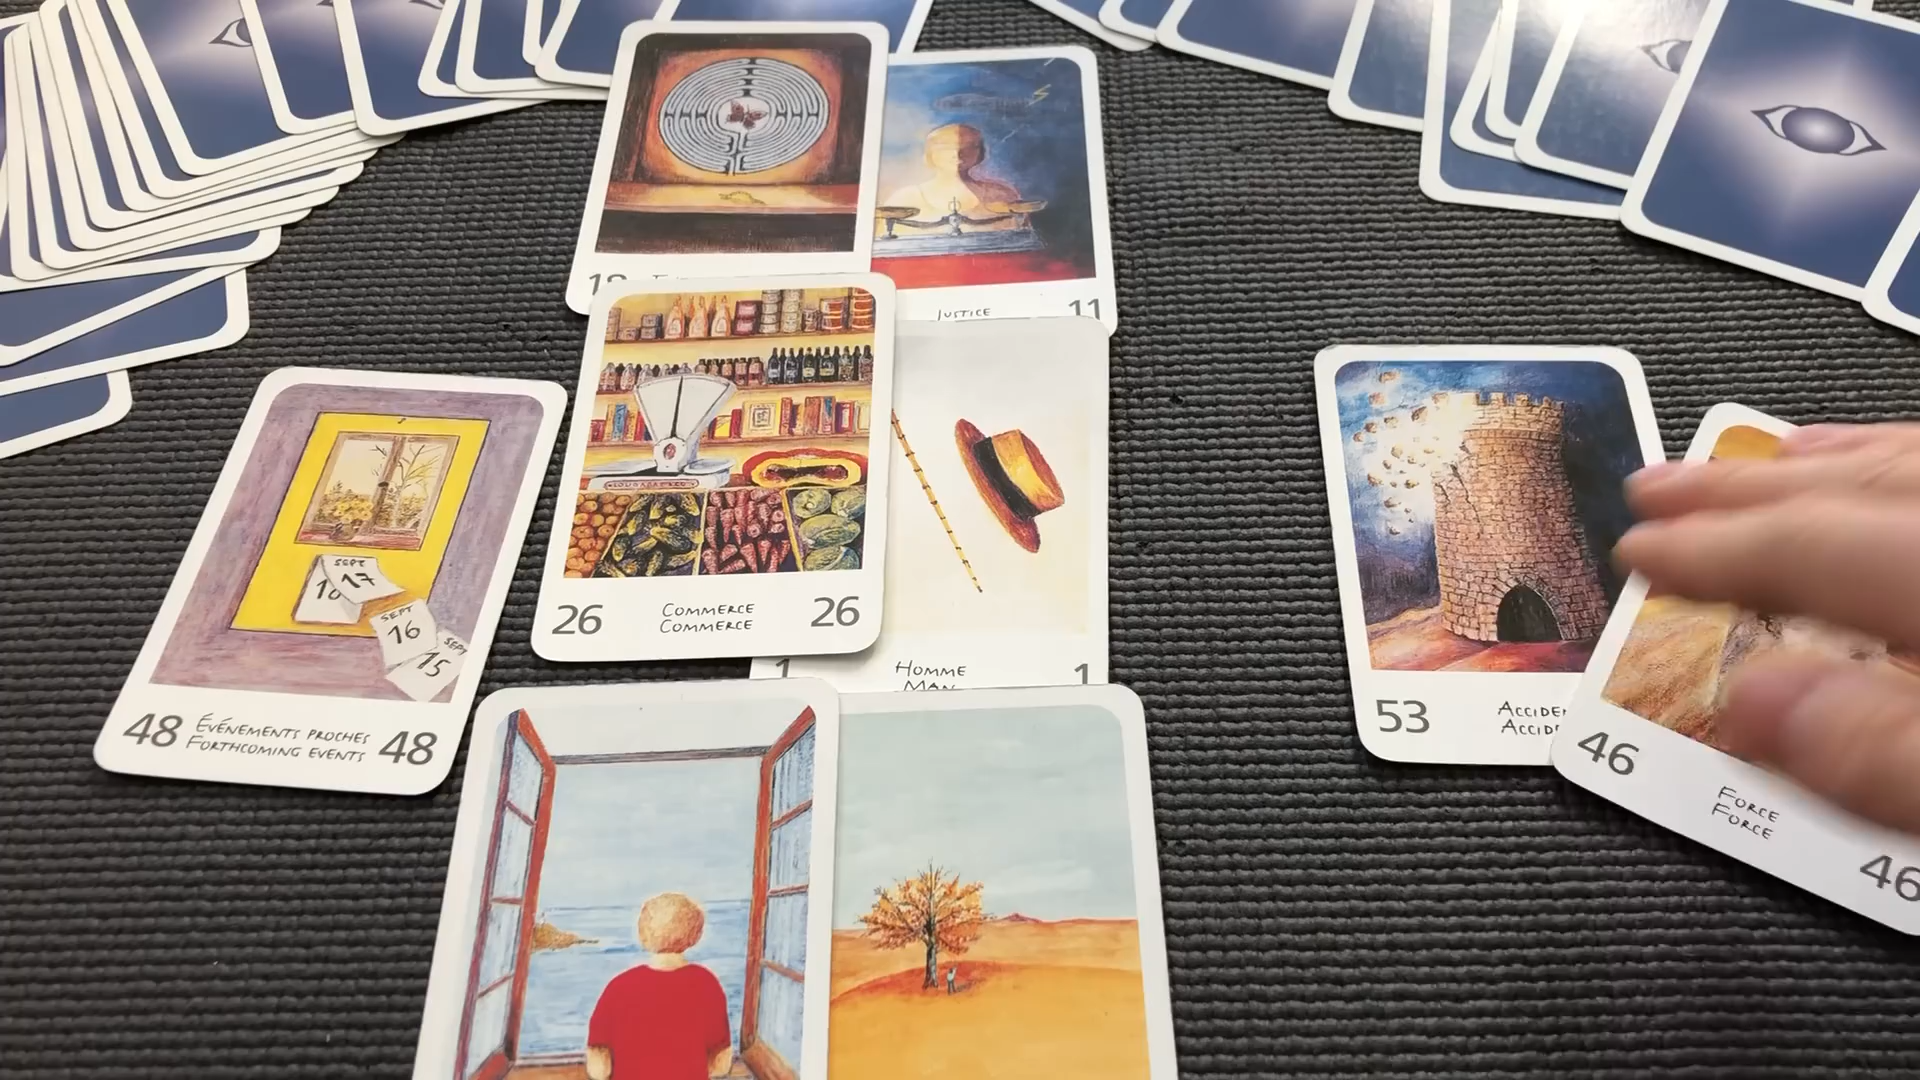 JUSTICE
11
26 COMMERCE 26
COMMERCE
1 HOMME 1
MAN
SEPT
17
SEPT
16
SEPT
15
48 ÉVÉNEMENTS PROCHES 48
FORTHCOMING EVENTS
53
46 FORCE 46
FORCE